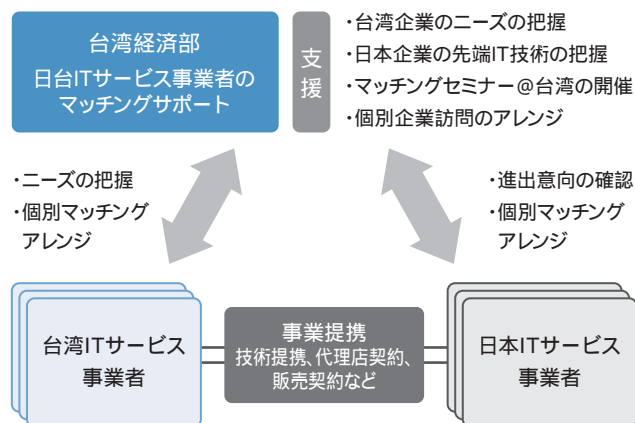 台湾経済部
日台ITサービス事業者の
マッチングサポート
支
援
・台湾企業のニーズの把握
・日本企業の先端IT技術の把握
・マッチングセミナー@台湾の開催
・個別企業訪問のアレンジ
・ニーズの把握
・個別マッチング
アレンジ
・進出意向の確認
・個別マッチング
アレンジ
台湾ITサービス
事業者
事業提携
技術提携、代理店契約、
販売契約など
日本ITサービス
事業者